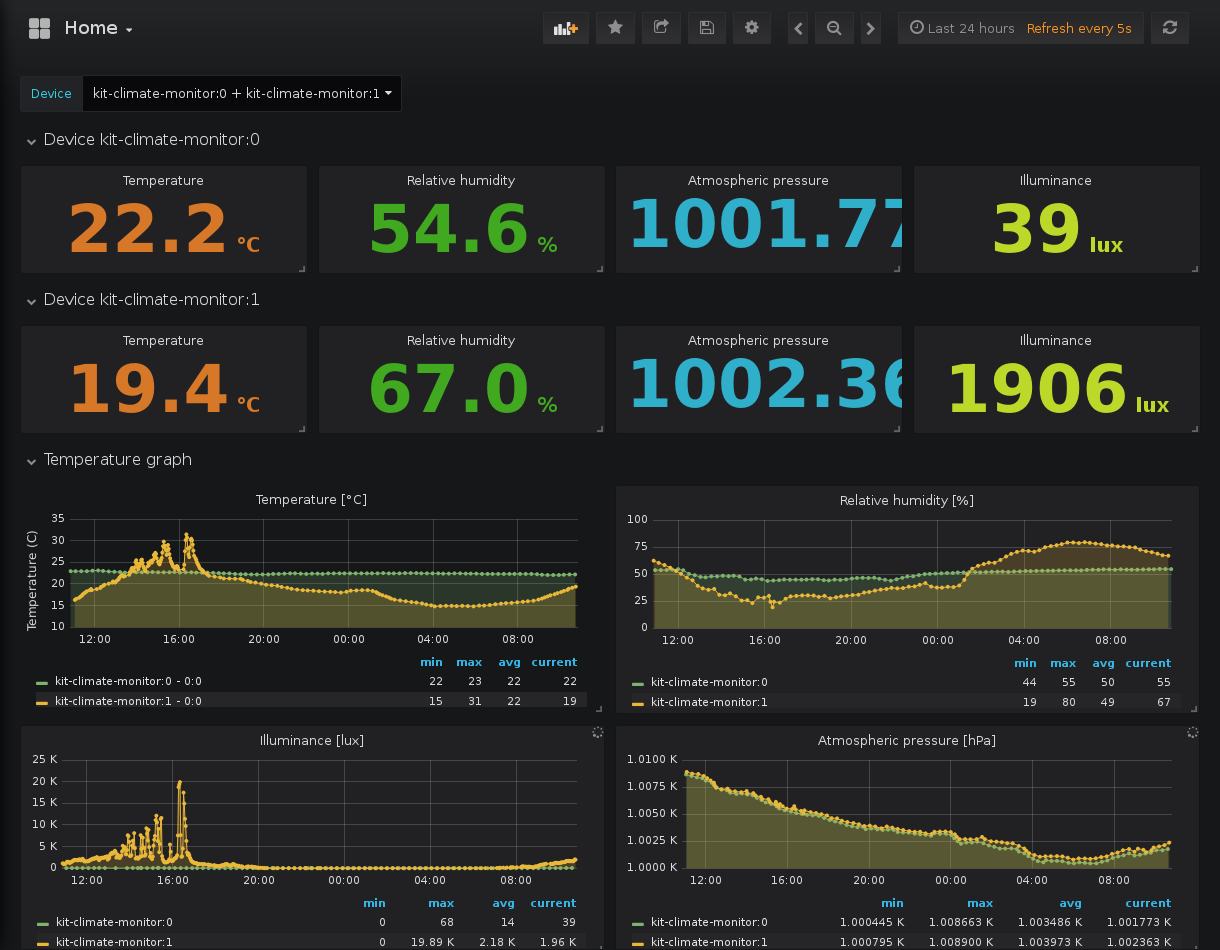 Home
Last 24 hours Refresh every 5s
Device kit-climate-monitor:0 + kit-climate-monitor:1
Device kit-climate-monitor:0
Temperature Relative humidity Atmospheric pressure Illuminance
22.2 °C 54.6 % 1001.77 39 lux
Device kit-climate-monitor:1
Temperature Relative humidity Atmospheric pressure Illuminance
19.4 °C 67.0 % 1002.36 1906 lux
Temperature graph
Temperature [°C]
Temperature (C)
35
30
25
20
15
10
12:00 16:00 20:00 00:00 04:00 08:00
min max avg current
kit-climate-monitor:0 - 0:0 22 23 22 22
kit-climate-monitor:1 - 0:0 15 31 22 19
Relative humidity [%]
100
75
50
25
0
12:00 16:00 20:00 00:00 04:00 08:00
min max avg current
kit-climate-monitor:0 44 55 50 55
kit-climate-monitor:1 19 80 49 67
Illuminance [lux]
25 K
20 K
15 K
10 K
5 K
0
12:00 16:00 20:00 00:00 04:00 08:00
min max avg current
kit-climate-monitor:0 0 68 14 39
kit-climate-monitor:1 0 19.89 K 2.18 K 1.96 K
Atmospheric pressure [hPa]
1.0100 K
1.0075 K
1.0050 K
1.0025 K
1.0000 K
12:00 16:00 20:00 00:00 04:00 08:00
min max avg current
kit-climate-monitor:0 1.000445 K 1.008663 K 1.003486 K 1.001773 K
kit-climate-monitor:1 1.000795 K 1.008900 K 1.003973 K 1.002363 K